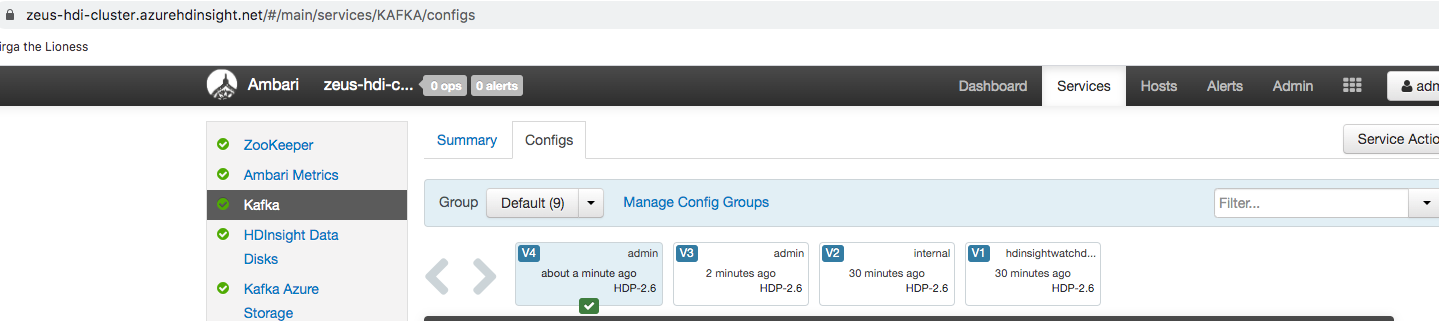 zeus-hdi-cluster.azurehdinsight.net/#/main/services/KAFKA/configs
irga the Lioness
Ambari zeus-hdi-c... 0 ops 0 alerts Dashboard Services Hosts Alerts Admin adm
ZooKeeper
Ambari Metrics
Kafka
HDInsight Data
Disks
Kafka Azure
Storage
Summary Configs Service Actio
Group Default (9) Manage Config Groups Filter...
V4 admin
about a minute ago
HDP-2.6
V3 admin
2 minutes ago
HDP-2.6
V2 internal
30 minutes ago
HDP-2.6
V1 hdinsightwatchd...
30 minutes ago
HDP-2.6